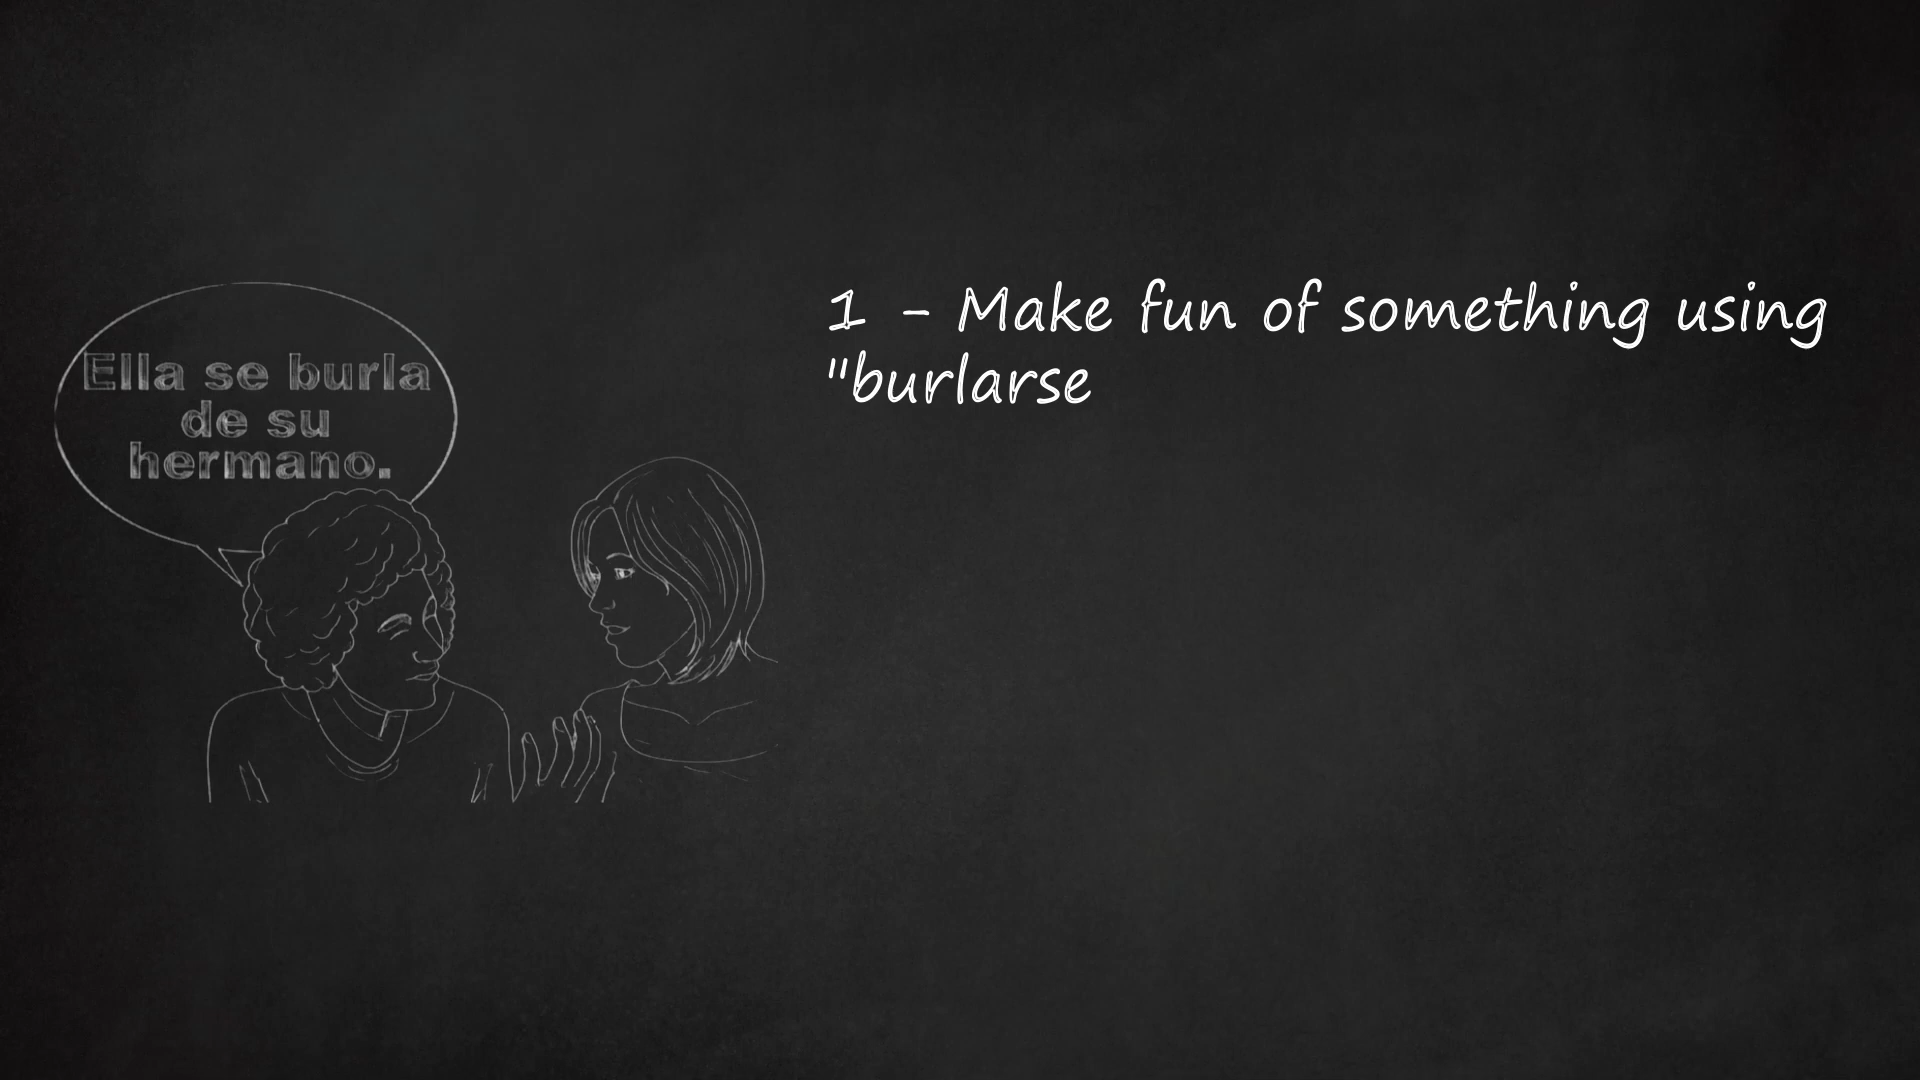 Ella se burla
de su
hermano.
1 - Make fun of something using
"burlarse